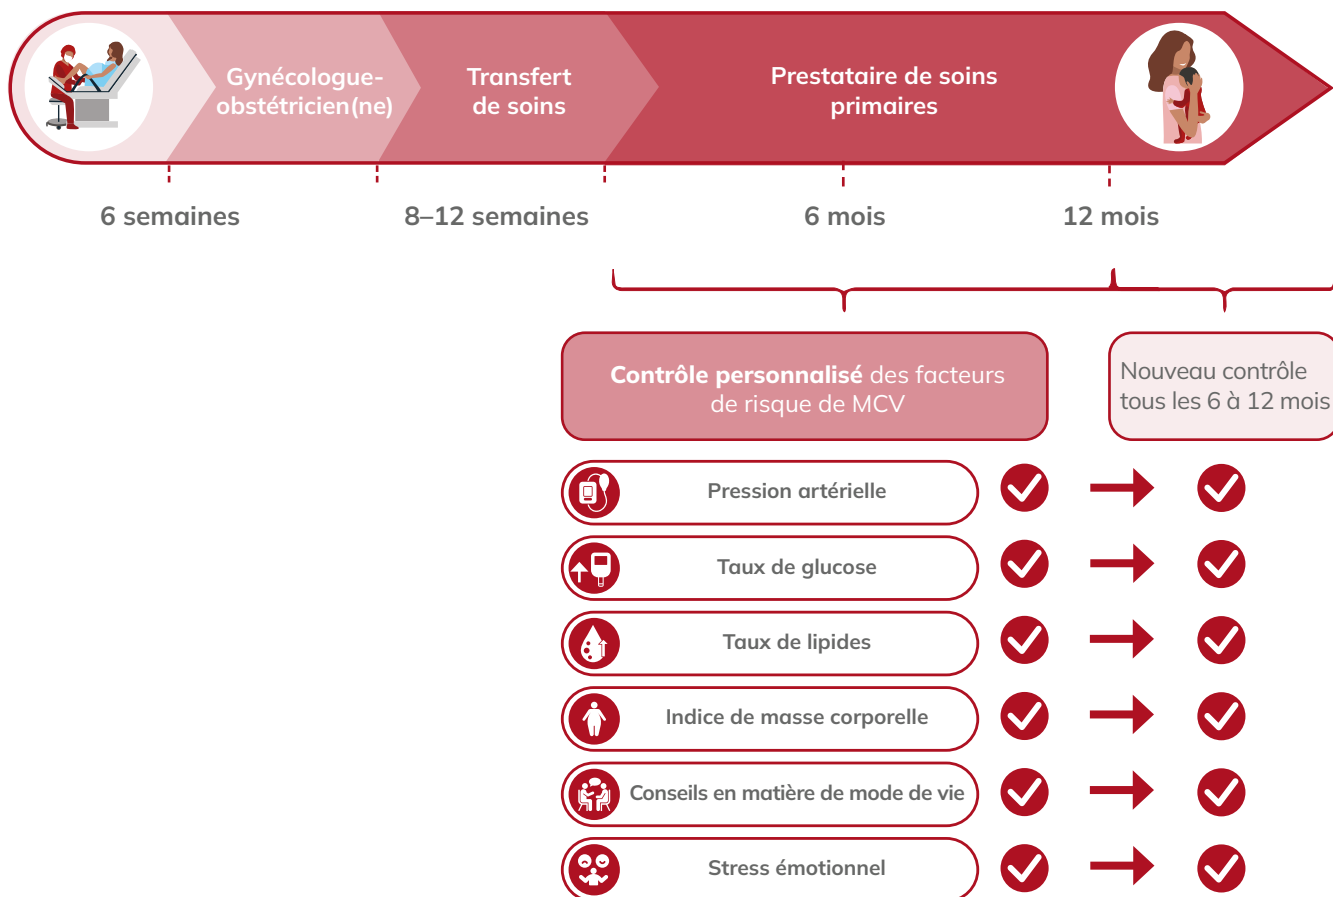 Gynécologue-
obstétricien(ne)
Transfert
de soins
Prestataire de soins
primaires
6 semaines
8–12 semaines
6 mois
12 mois
Contrôle personnalisé des facteurs
de risque de MCV
Nouveau contrôle
tous les 6 à 12 mois
Pression artérielle
Taux de glucose
Taux de lipides
Indice de masse corporelle
Conseils en matière de mode de vie
Stress émotionnel